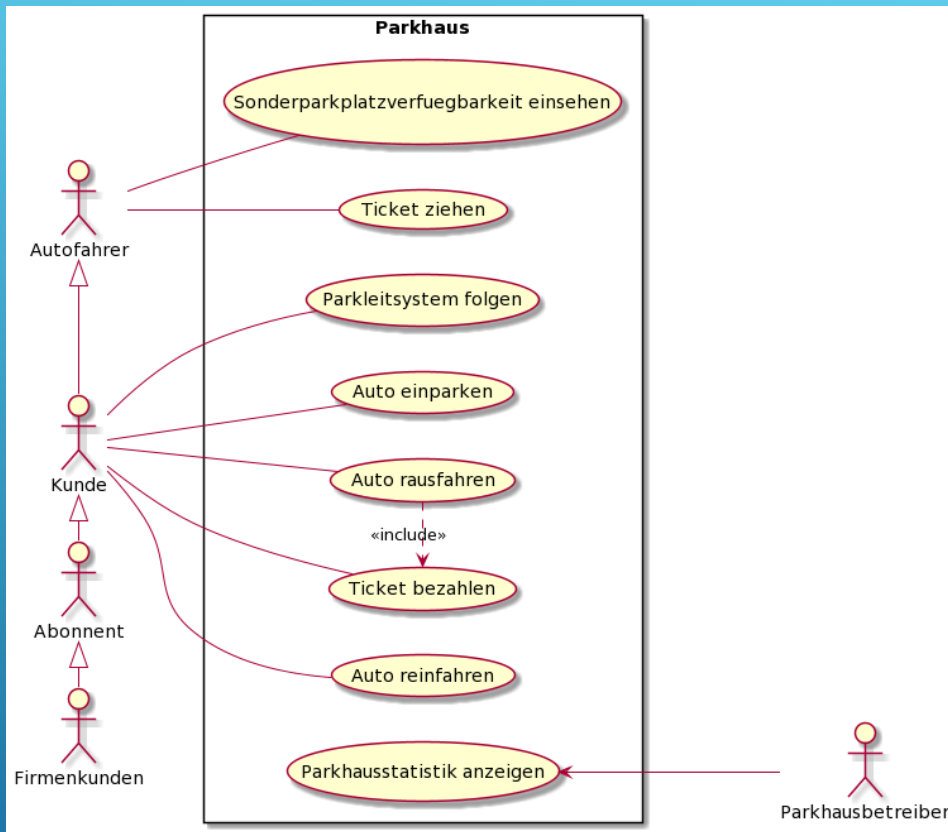 Parkhaus
Sonderparkplatzverfuegbarkeit einsehen
Autofahrer
Ticket ziehen
Parkleitsystem folgen
Auto einparken
Kunde
Auto rausfahren
«include»
Ticket bezahlen
Abonnent
Auto reinfahren
Firmenkunden
Parkhausstatistik anzeigen
Parkhausbetreiber